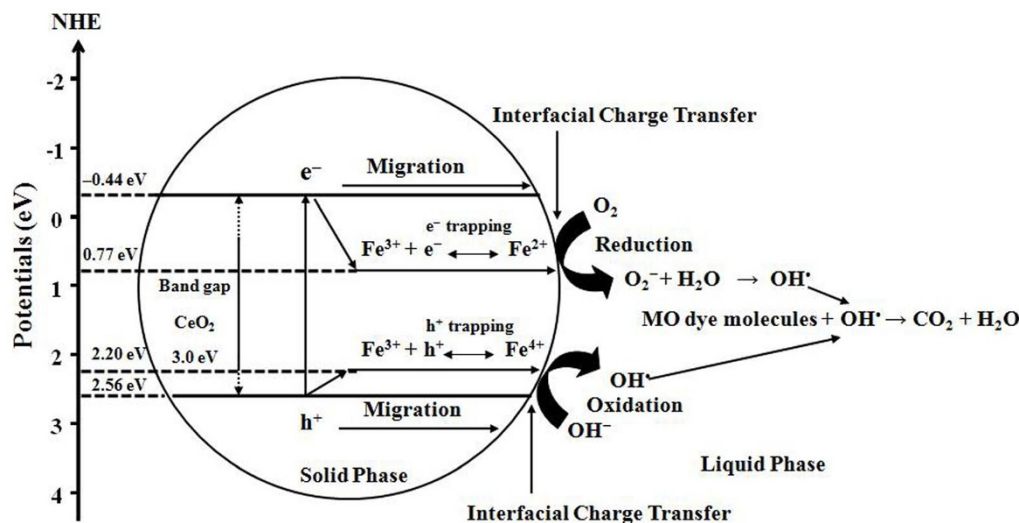 NHE
Potentials (eV)
-2
-1
0
1
2
3
4
–0.44 eV
0.77 eV
2.20 eV
2.56 eV
Interfacial Charge Transfer
e⁻ Migration
e⁻ trapping
Fe³⁺ + e⁻ ⟷ Fe²⁺
Band gap
CeO₂
3.0 eV
h⁺ trapping
Fe³⁺ + h⁺ ⟷ Fe⁴⁺
h⁺ Migration
Solid Phase
O₂
Reduction
O₂⁻ + H₂O → OH•
MO dye molecules + OH• → CO₂ + H₂O
OH•
Oxidation
OH⁻
Liquid Phase
Interfacial Charge Transfer